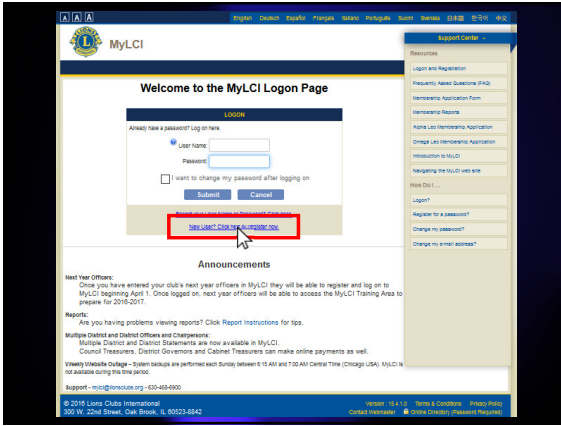 A A A
English Deutsch Español Français Italiano Português Suomi Svenska 日本語 한국어 中文
MyLCI
Support Center
Resources
Logon and Registration
Frequently Asked Questions (FAQ)
Membership Application Form
Membership Reports
Alpha Leo Membership Application
Omega Leo Membership Application
Introduction to MyLCI
Navigating the MyLCI web site
How Do I ...
Logon?
Register for a password?
Change my password?
Change my e-mail address?
Welcome to the MyLCI Logon Page
LOGON
Already have a password? Log on here.
User Name:
Password:
I want to change my password after logging on
Submit Cancel
Forgot your User Name or Password? Click here.
New User? Click here to register now.
Announcements
Next Year Officers:
Once you have entered your club's next year officers in MyLCI they will be able to register and log on to
MyLCI beginning April 1. Once logged on, next year officers will be able to access the MyLCI Training Area to
prepare for 2016-2017.
Reports:
Are you having problems viewing reports? Click Report Instructions for tips.
Multiple District and District Officers and Chairpersons:
Multiple District and District Statements are now available in MyLCI.
Council Treasurers, District Governors and Cabinet Treasurers can make online payments as well.
Weekly Website Outage - System backups are performed each Sunday between 6:15 AM and 7:00 AM Central Time (Chicago USA). MyLCI is
not available during this time period.
Support - mylci@lionsclubs.org - 630-468-6900
© 2016 Lions Clubs International
300 W. 22nd Street, Oak Brook, IL 60523-8842
Version : 15.4.1.0 Terms & Conditions Privacy Policy
Contact Webmaster Online Directory (Password Required)